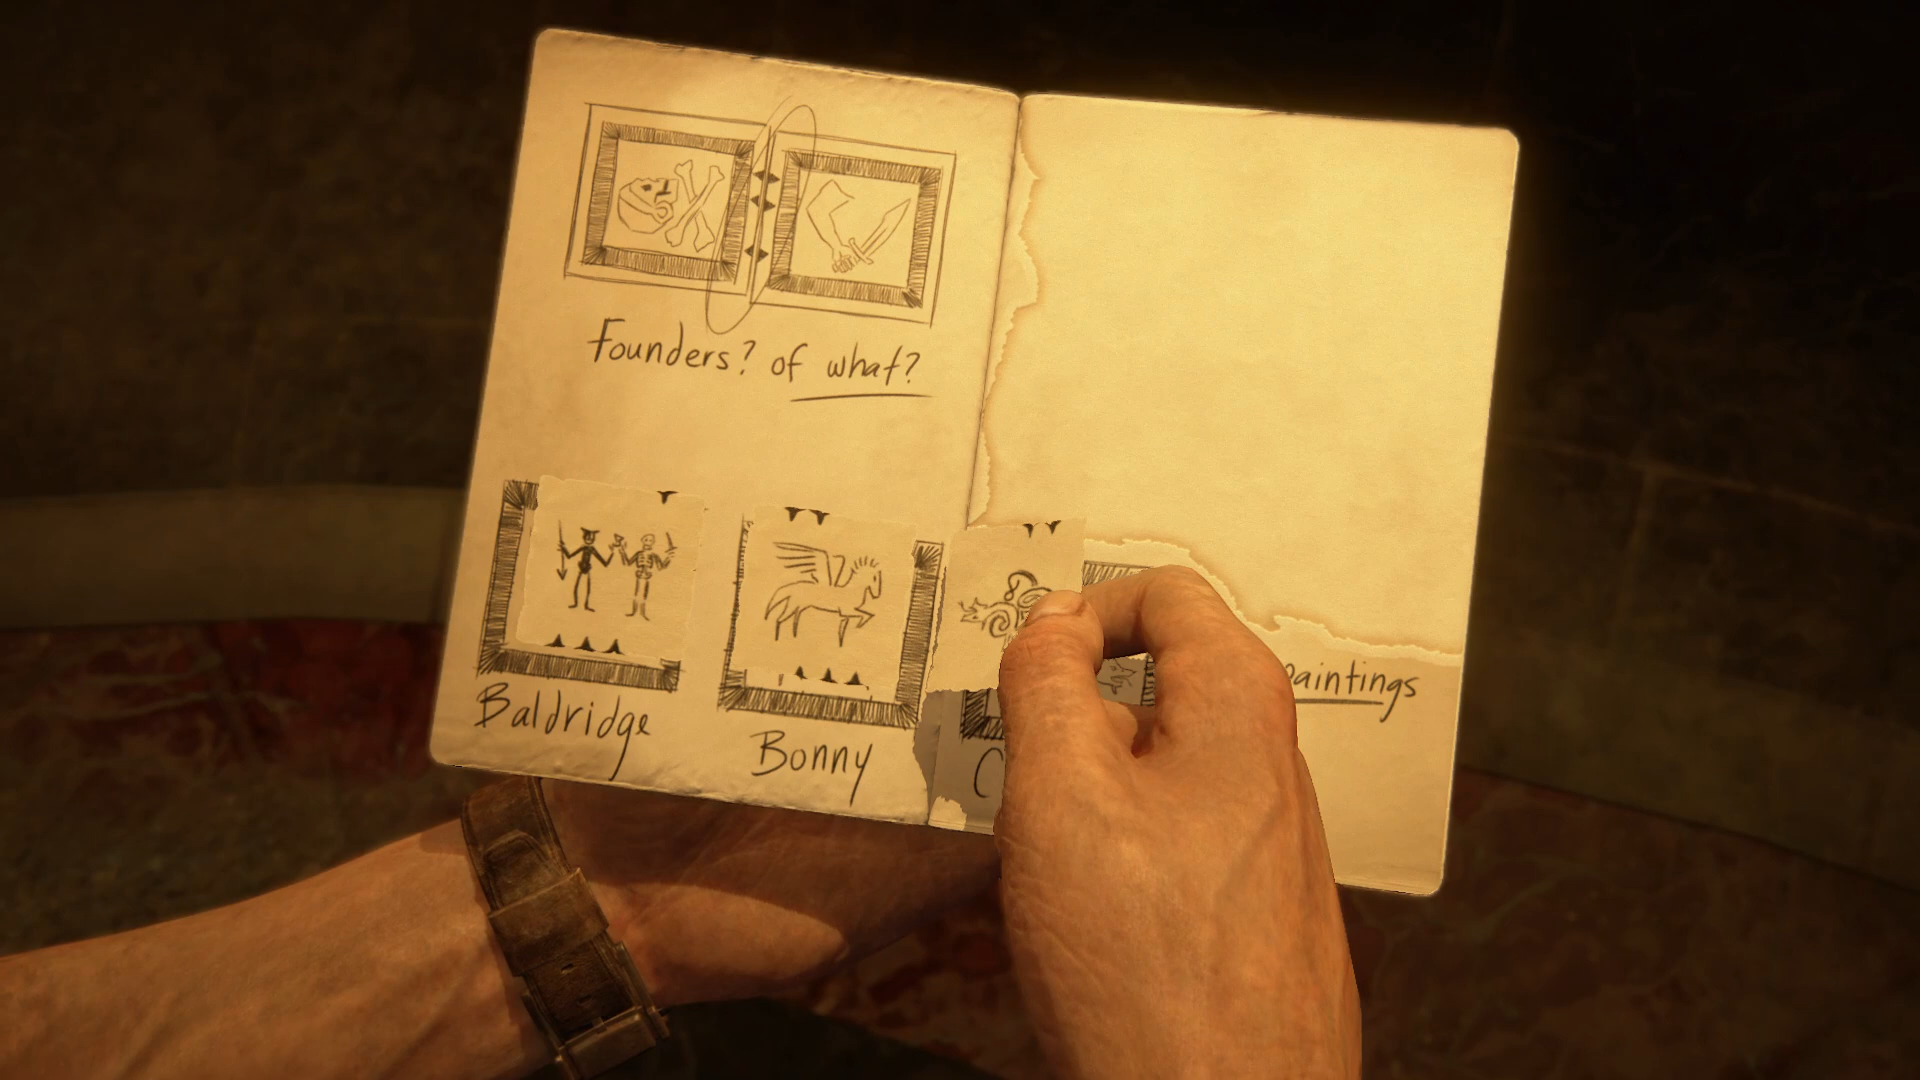 Founders? of what?
Baldridge
Bonny
C
paintings